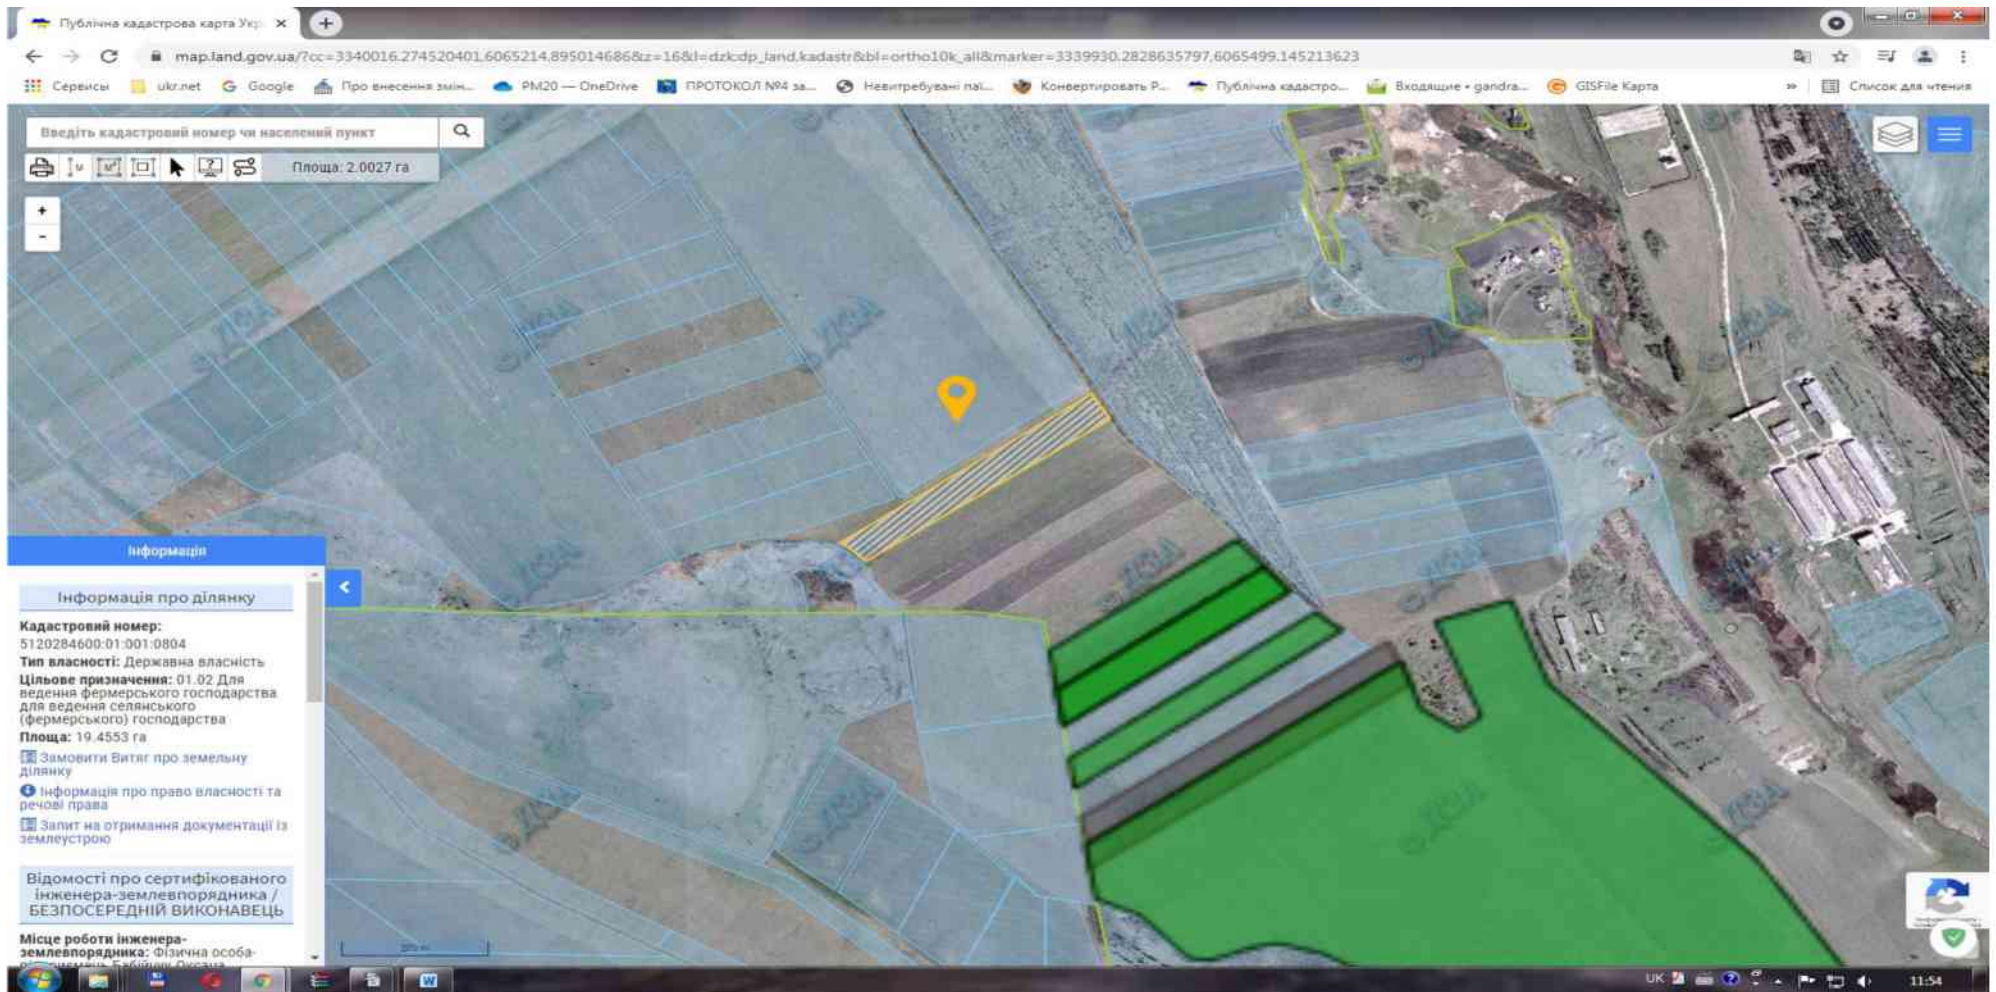 Публічна кадастрова карта Укр
map.land.gov.ua/?cc=3340016.274520401,6065214.895014686&z=16&l=dzk:dp_land,kadastr&bl=ortho10k_all&marker=3339930.2828635797,6065499.145213623
Сервисы ukr.net Google Про внесення змін... PM20 — OneDrive ПРОТОКОЛ №4 за... Невитребувані паї... Конвертировать Р... Публічна кадастро... Входящие • gandra... GISFile Карта » Список для чтения
Введіть кадастровий номер чи населений пункт
Площа: 2.0027 га
+
-
Інформація
Інформація про ділянку
Кадастровий номер:
5120284600:01:001:0804
Тип власності: Державна власність
Цільове призначення: 01.02 Для
ведення фермерського господарства
для ведення селянського
(фермерського) господарства
Площа: 19.4553 га
Замовити Витяг про земельну
ділянку
Інформація про право власності та
речові права
Запит на отримання документації із
землеустрою
Відомості про сертифікованого
інженера-землевпорядника /
БЕЗПОСЕРЕДНІЙ ВИКОНАВЕЦЬ
Місце роботи інженера-
землевпорядника: Фізична особа-
UK 11:54